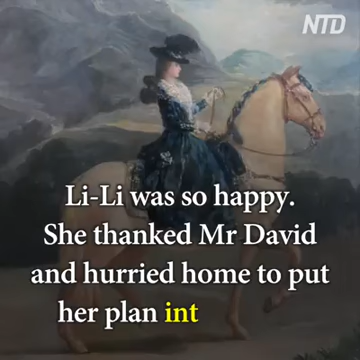 NTD
Li-Li was so happy.
She thanked Mr David
and hurried home to put
her plan int